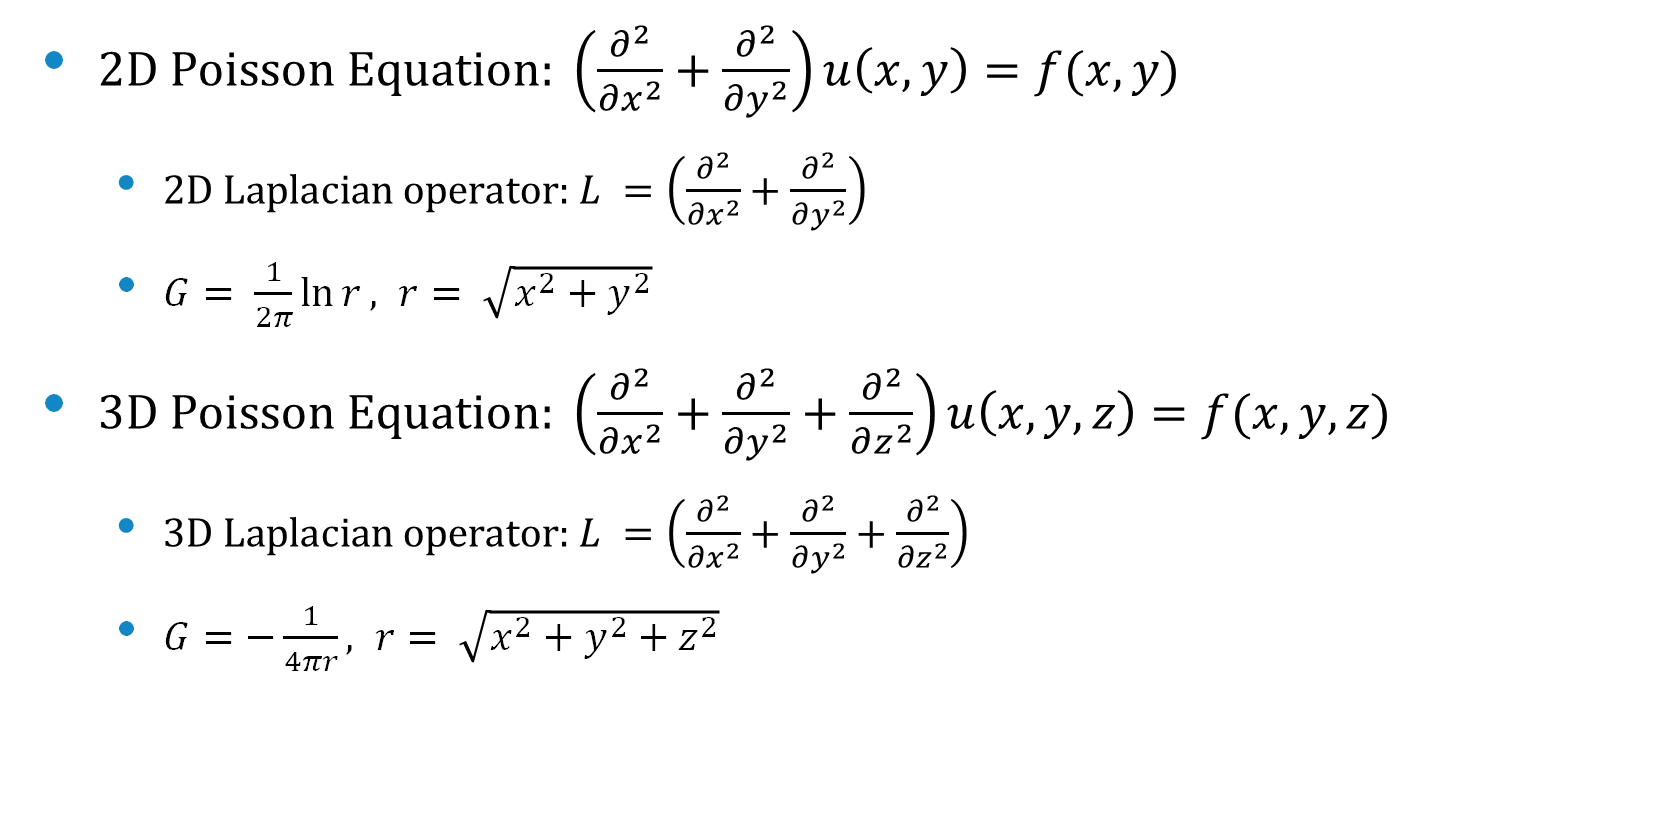 • 2D Poisson Equation: (∂²/∂x² + ∂²/∂y²) u(x, y) = f(x, y)
• 2D Laplacian operator: L = (∂²/∂x² + ∂²/∂y²)
• G = 1/2π ln r , r = √(x² + y²)
• 3D Poisson Equation: (∂²/∂x² + ∂²/∂y² + ∂²/∂z²) u(x, y, z) = f(x, y, z)
• 3D Laplacian operator: L = (∂²/∂x² + ∂²/∂y² + ∂²/∂z²)
• G = − 1/4πr , r = √(x² + y² + z²)